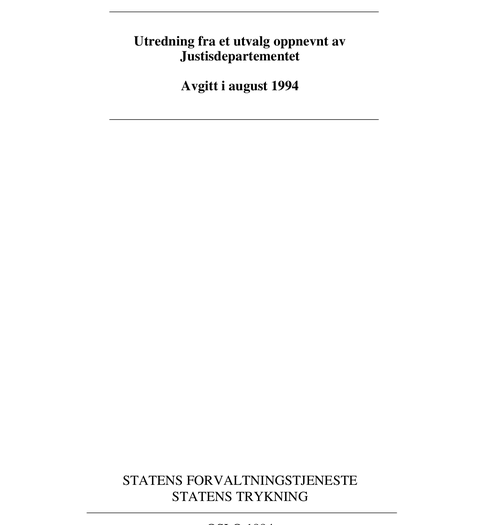 Utredning fra et utvalg oppnevnt av
Justisdepartementet
Avgitt i august 1994
STATENS FORVALTNINGSTJENESTE
STATENS TRYKNING